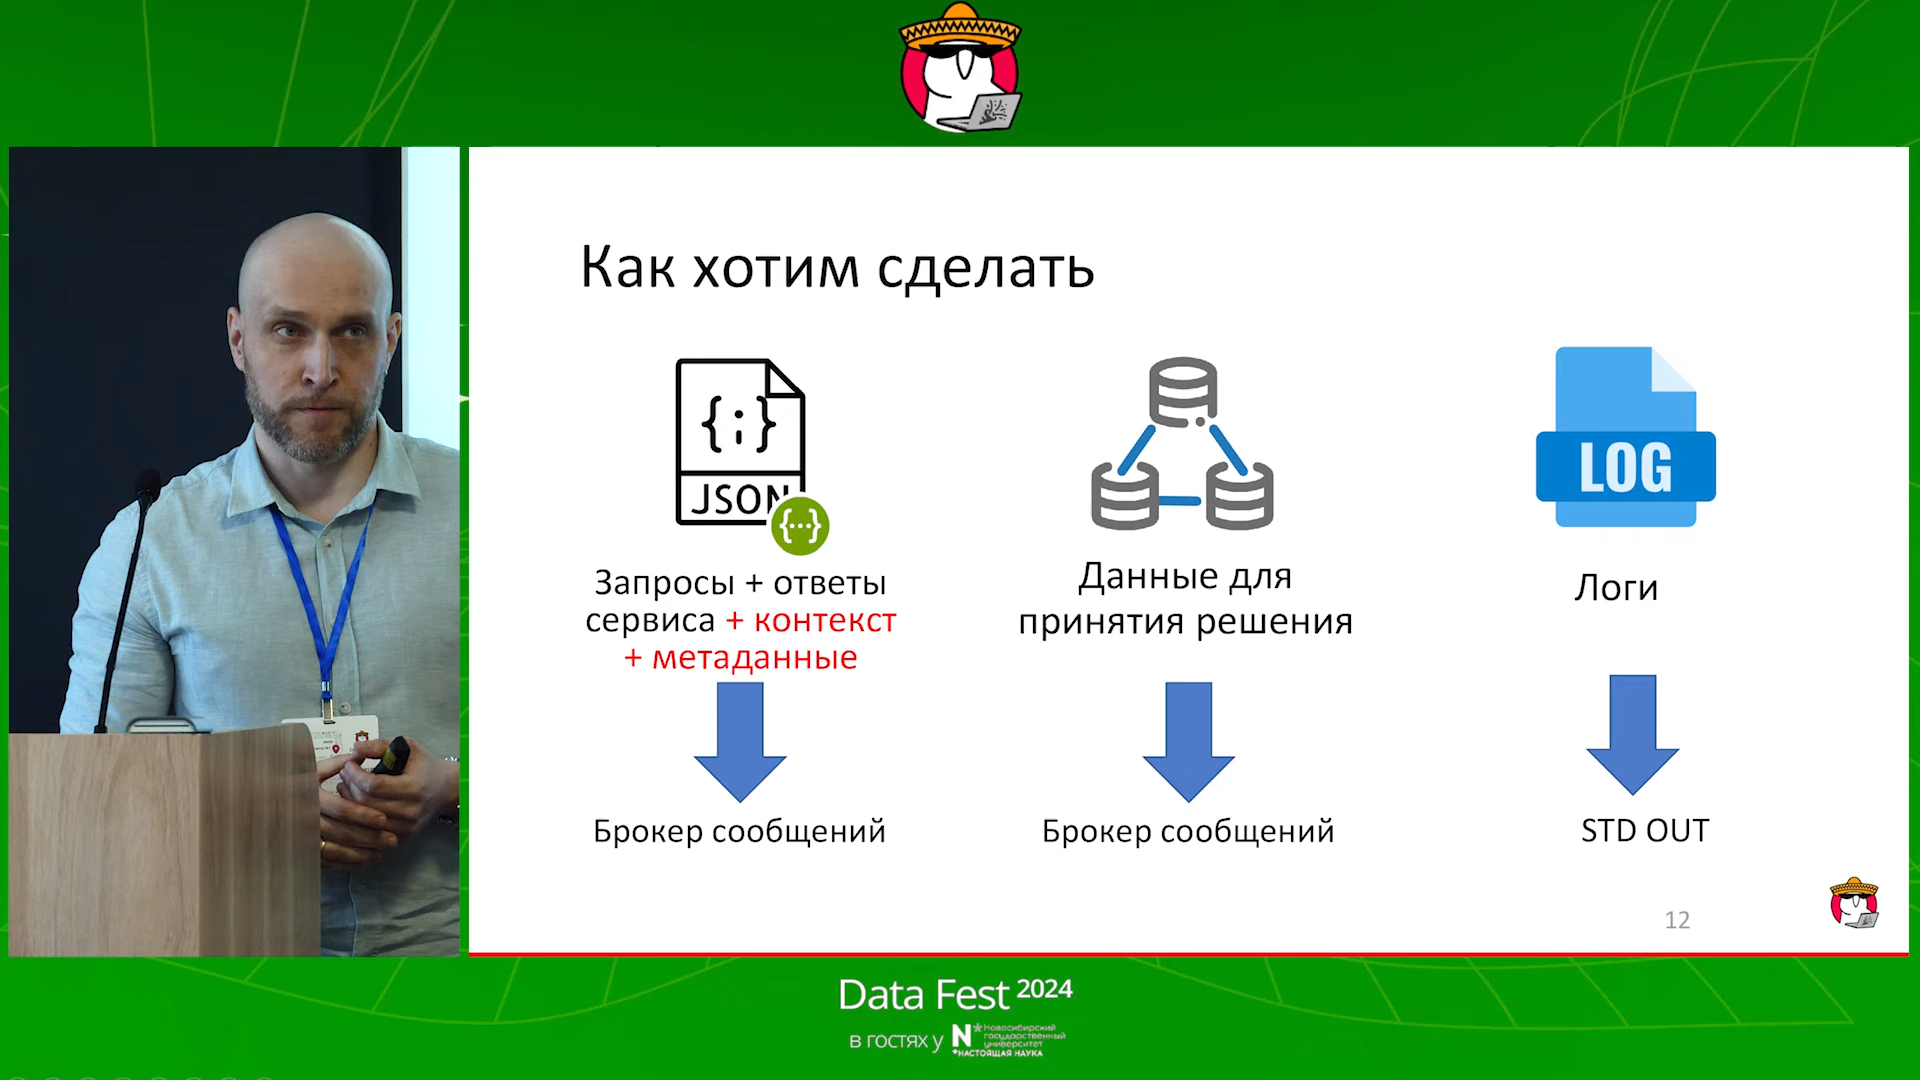 Как хотим сделать
JSON
Запросы + ответы
сервиса + контекст
+ метаданные
Брокер сообщений
Данные для
принятия решения
Брокер сообщений
LOG
Логи
STD OUT
12
Data Fest 2024
в гостях у
N*
Новосибирский
государственный
университет
*НАСТОЯЩАЯ НАУКА